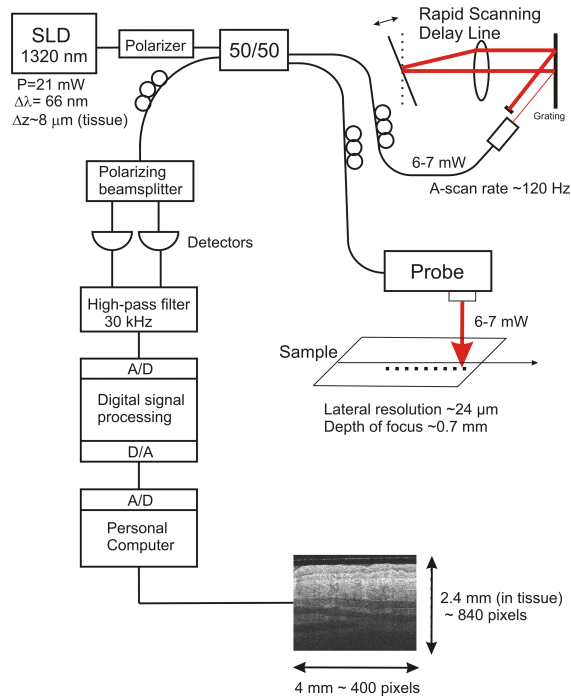 SLD
1320 nm
P=21 mW
Δλ= 66 nm
Δz~8 μm (tissue)
Polarizer
50/50
Rapid Scanning
Delay Line
Grating
6-7 mW
A-scan rate ~120 Hz
Polarizing
beamsplitter
Detectors
High-pass filter
30 kHz
A/D
Digital signal
processing
D/A
A/D
Personal
Computer
Probe
6-7 mW
Sample
Lateral resolution ~24 μm
Depth of focus ~0.7 mm
2.4 mm (in tissue)
~ 840 pixels
4 mm ~ 400 pixels